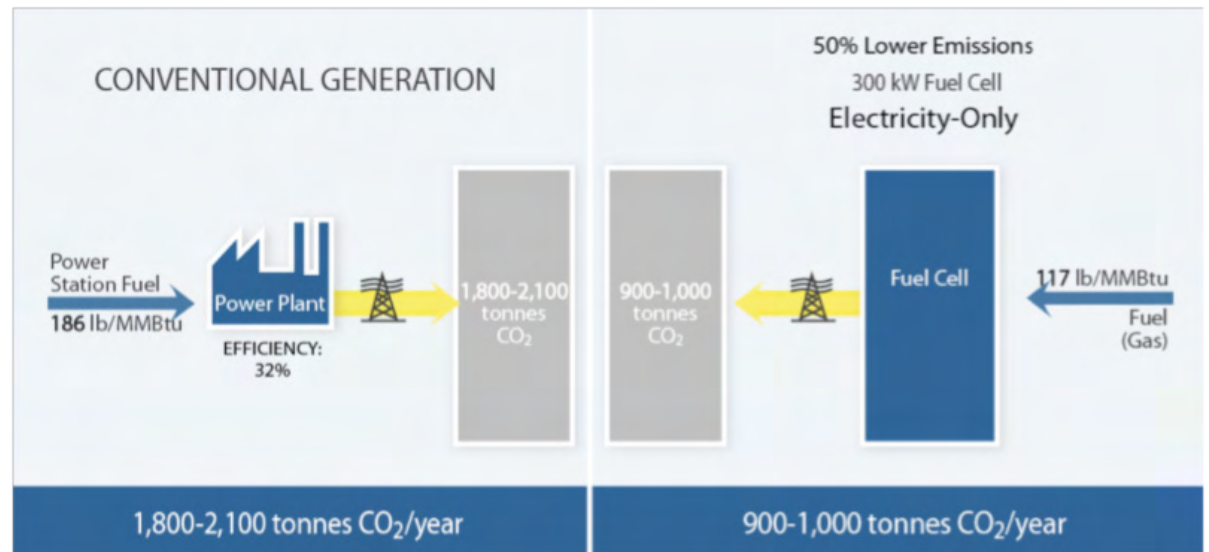 CONVENTIONAL GENERATION
Power
Station Fuel
186 lb/MMBtu
Power Plant
EFFICIENCY:
32%
1,800-2,100
tonnes
CO₂
1,800-2,100 tonnes CO₂/year
50% Lower Emissions
300 kW Fuel Cell
Electricity-Only
900-1,000
tonnes
CO₂
Fuel Cell
117 lb/MMBtu
Fuel
(Gas)
900-1,000 tonnes CO₂/year